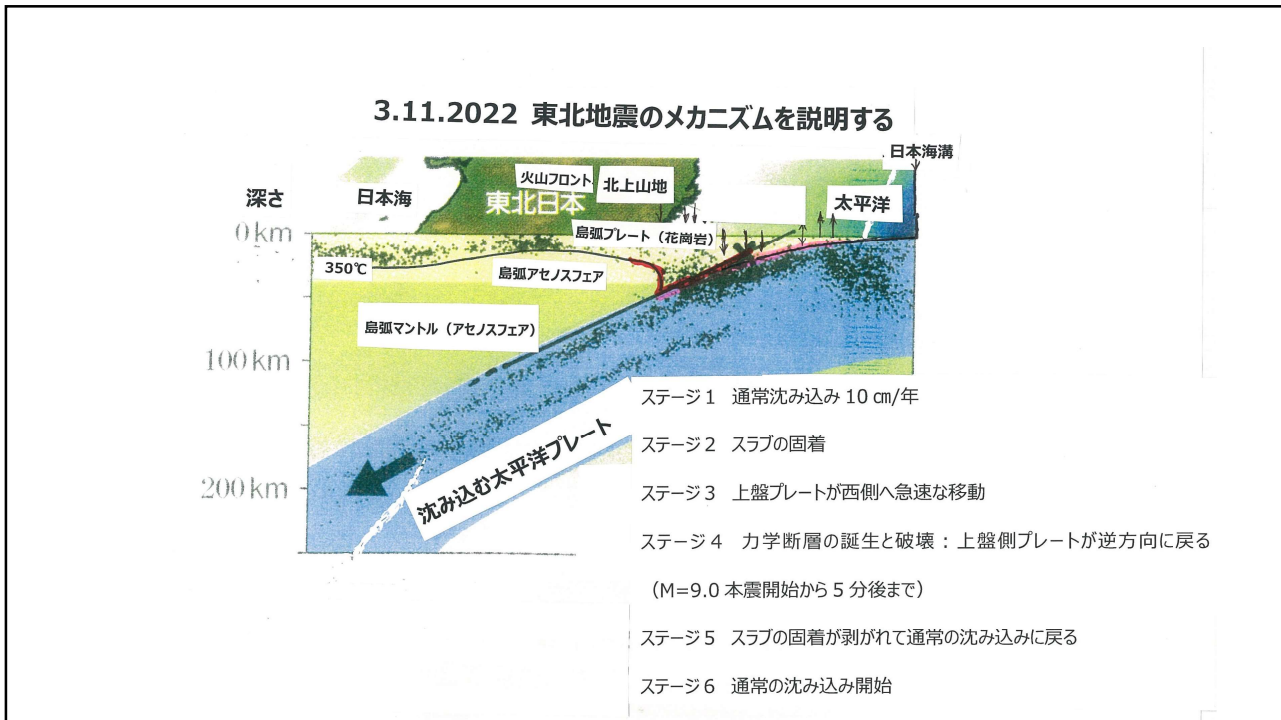 3.11.2022 東北地震のメカニズムを説明する
日本海溝
火山フロント
北上山地
深さ
日本海
東北日本
太平洋
0km
島弧プレート（花崗岩）
350℃
島弧アセノスフェア
島弧マントル（アセノスフェア）
100km
ステージ1 通常沈み込み 10 ㎝/年
ステージ2 スラブの固着
沈み込む太平洋プレート
200km
ステージ3 上盤プレートが西側へ急速な移動
ステージ4 力学断層の誕生と破壊：上盤側プレートが逆方向に戻る
（M=9.0 本震開始から 5 分後まで）
ステージ5 スラブの固着が剥がれて通常の沈み込みに戻る
ステージ6 通常の沈み込み開始